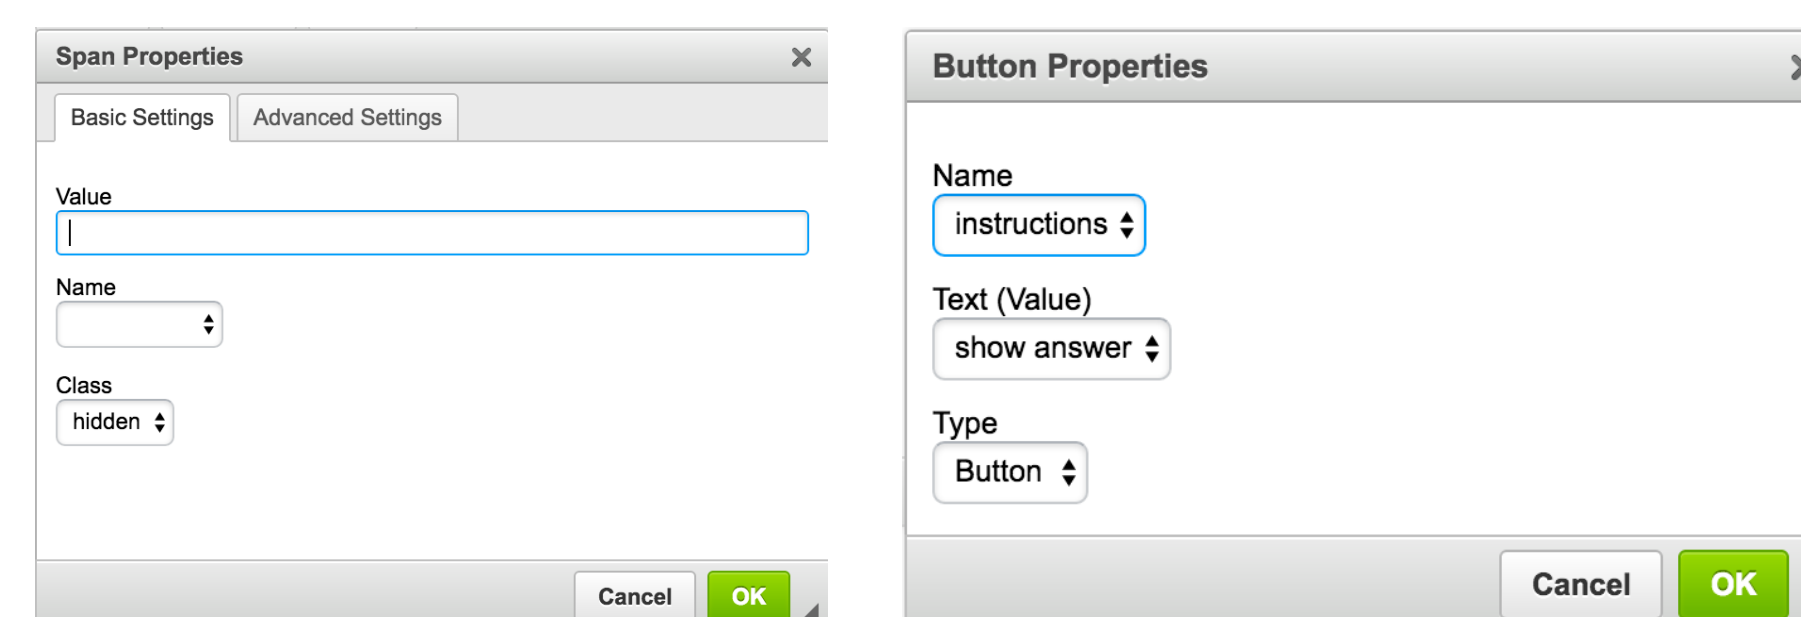 Span Properties
Basic Settings
Advanced Settings
Value
Name
Class
hidden
Cancel
OK
Button Properties
Name
instructions
Text (Value)
show answer
Type
Button
Cancel
OK